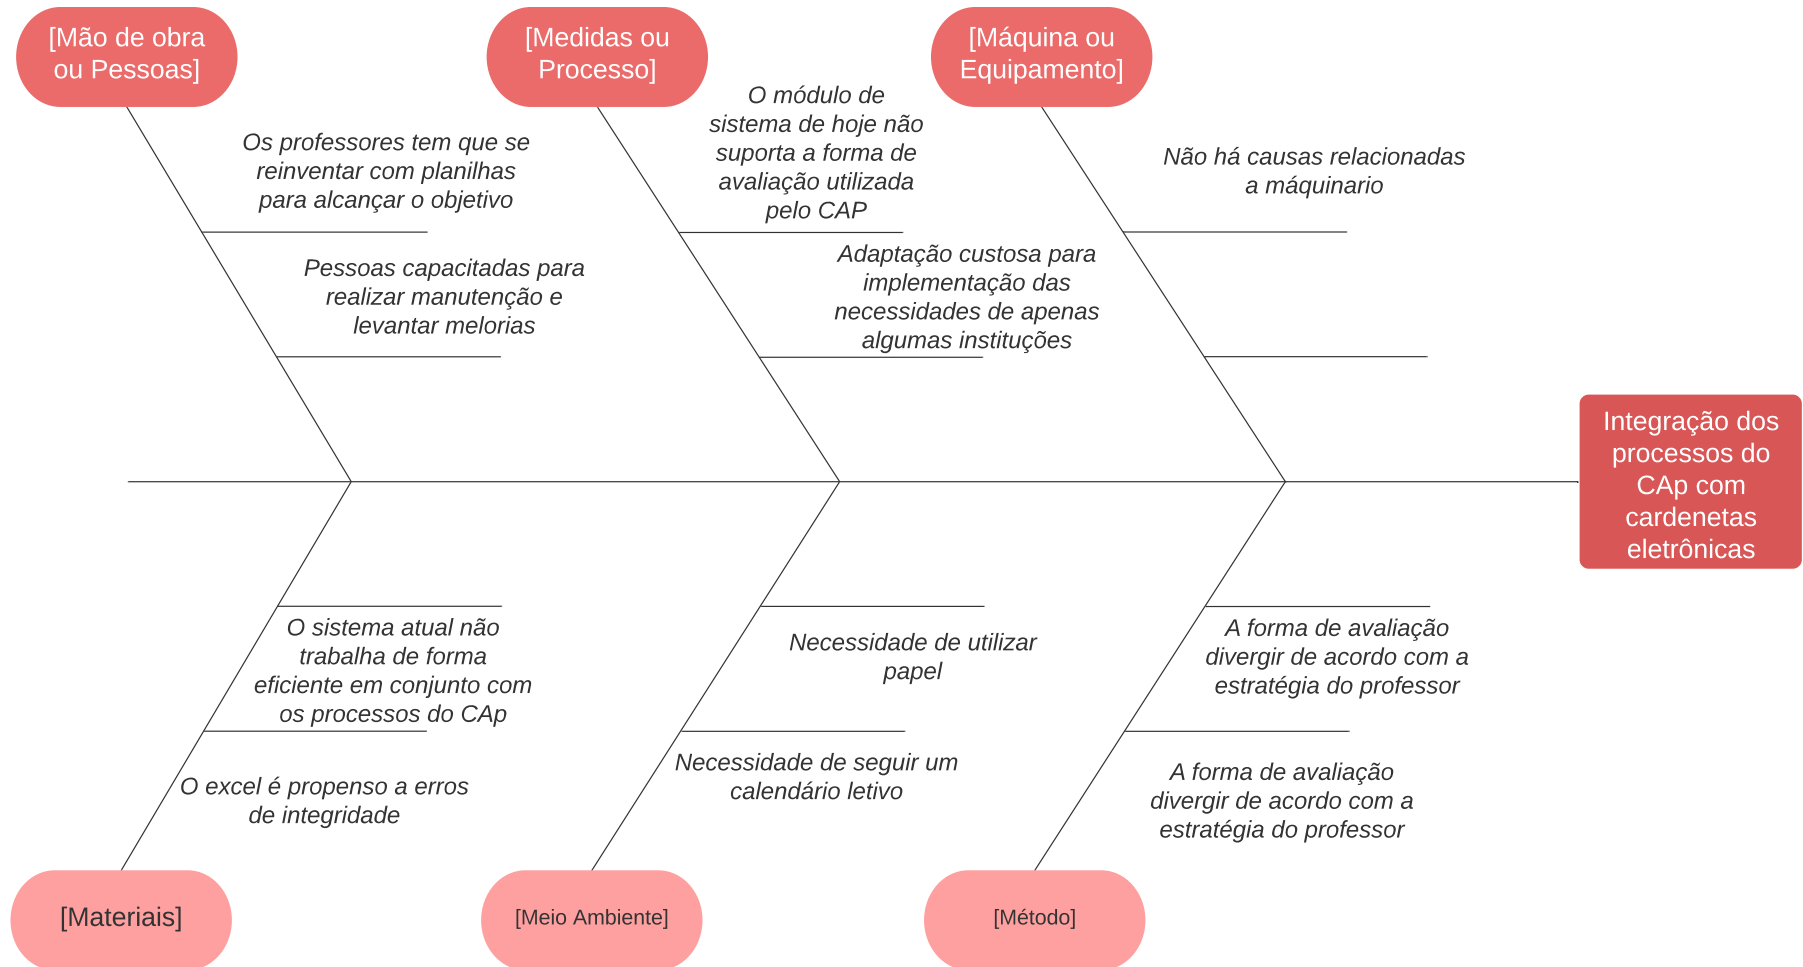 [Mão de obra
ou Pessoas]
[Medidas ou
Processo]
[Máquina ou
Equipamento]
Os professores tem que se
reinventar com planilhas
para alcançar o objetivo
Pessoas capacitadas para
realizar manutenção e
levantar melorias
O módulo de
sistema de hoje não
suporta a forma de
avaliação utilizada
pelo CAP
Adaptação custosa para
implementação das
necessidades de apenas
algumas instituções
Não há causas relacionadas
a máquinario
Integração dos
processos do
CAp com
cardenetas
eletrônicas
O sistema atual não
trabalha de forma
eficiente em conjunto com
os processos do CAp
O excel é propenso a erros
de integridade
Necessidade de utilizar
papel
Necessidade de seguir um
calendário letivo
A forma de avaliação
divergir de acordo com a
estratégia do professor
A forma de avaliação
divergir de acordo com a
estratégia do professor
[Materiais]
[Meio Ambiente]
[Método]